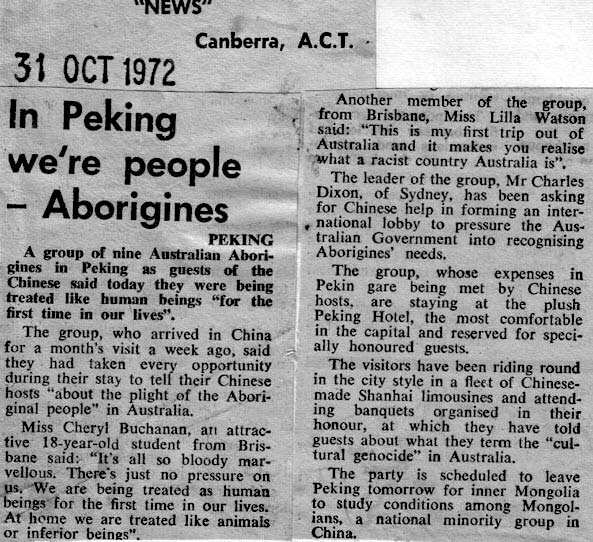 "NEWS"
Canberra, A.C.T.
31 OCT 1972
In Peking
we're people
– Aborigines
PEKING
A group of nine Australian Abori-
gines in Peking as guests of the
Chinese said today they were being
treated like human beings "for the
first time in our lives".
The group, who arrived in China
for a month's visit a week ago, said
they had taken every opportunity
during their stay to tell their Chinese
hosts "about the plight of the Abori-
ginal people" in Australia.
Miss Cheryl Buchanan, an attrac-
tive 18-year-old student from Bris-
bane said: "It's all so bloody mar-
vellous. There's just no pressure on
us. We are being treated as human
beings for the first time in our lives.
At home we are treated like animals
or inferior beings".
Another member of the group,
from Brisbane, Miss Lilla Watson
said: "This is my first trip out of
Australia and it makes you realise
what a racist country Australia is".
The leader of the group, Mr Charles
Dixon, of Sydney, has been asking
for Chinese help in forming an inter-
national lobby to pressure the Aus-
tralian Government into recognising
Aborigines' needs.
The group, whose expenses in
Pekin gare being met by Chinese
hosts, are staying at the plush
Peking Hotel, the most comfortable
in the capital and reserved for speci-
ally honoured guests.
The visitors have been riding round
in the city style in a fleet of Chinese-
made Shanhai limousines and attend-
ing banquets organised in their
honour, at which they have told
guests about what they term the "cul-
tural genocide" in Australia.
The party is scheduled to leave
Peking tomorrow for inner Mongolia
to study conditions among Mongol-
ians, a national minority group in
China.